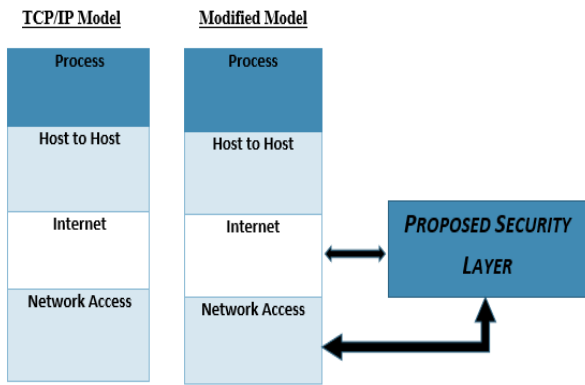 TCP/IP Model
Modified Model
Process
Process
Host to Host
Host to Host
Internet
Internet
PROPOSED SECURITY
LAYER
Network Access
Network Access